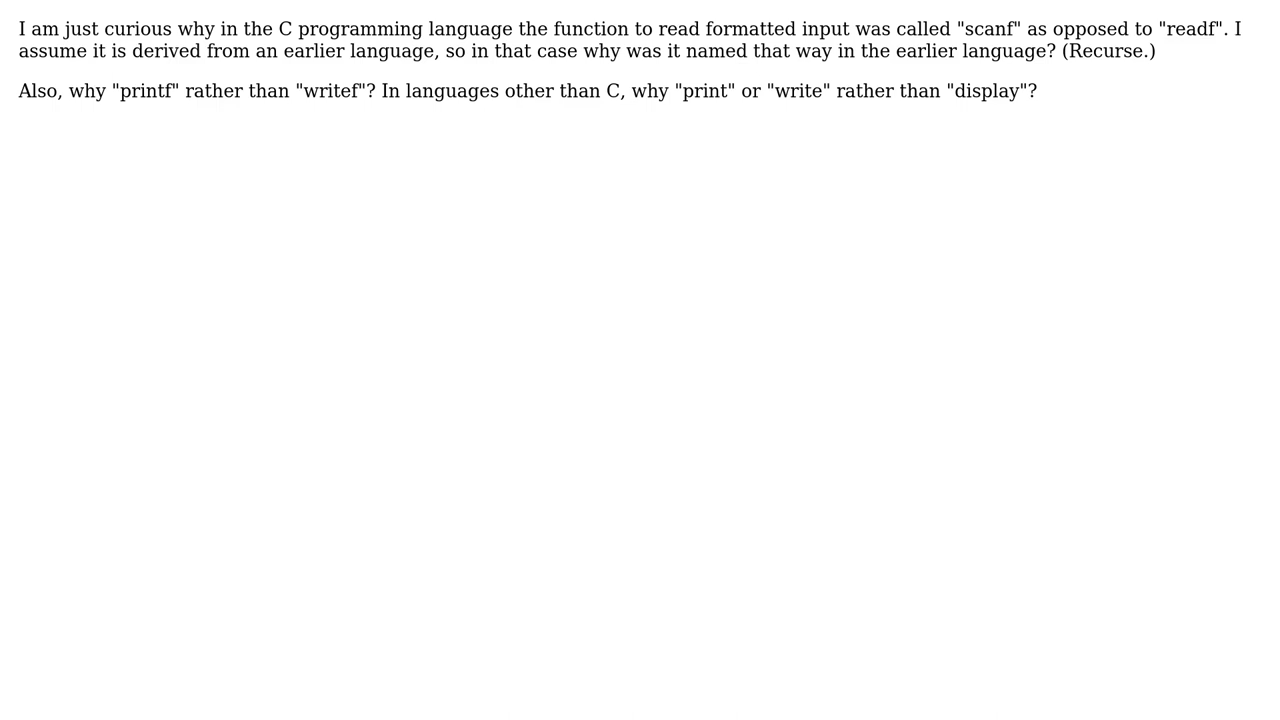 I am just curious why in the C programming language the function to read formatted input was called "scanf" as opposed to "readf". I
assume it is derived from an earlier language, so in that case why was it named that way in the earlier language? (Recurse.)
Also, why "printf" rather than "writef"? In languages other than C, why "print" or "write" rather than "display"?